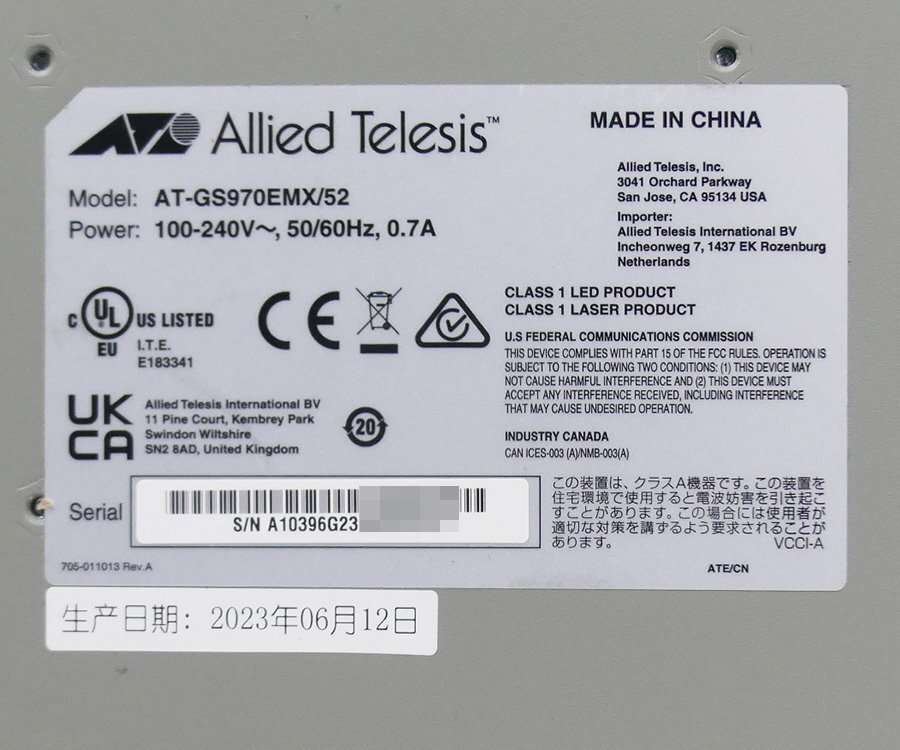 Allied Telesis™
MADE IN CHINA
Model: AT-GS970EMX/52
Power: 100-240V～, 50/60Hz, 0.7A
Allied Telesis, Inc.
3041 Orchard Parkway
San Jose, CA 95134 USA
Importer:
Allied Telesis International BV
Incheonweg 7, 1437 EK Rozenburg
Netherlands
C UL US LISTED
EU
I.T.E.
E183341
CE
CLASS 1 LED PRODUCT
CLASS 1 LASER PRODUCT
U.S FEDERAL COMMUNICATIONS COMMISSION
THIS DEVICE COMPLIES WITH PART 15 OF THE FCC RULES. OPERATION IS
SUBJECT TO THE FOLLOWING TWO CONDITIONS: (1) THIS DEVICE MAY
NOT CAUSE HARMFUL INTERFERENCE AND (2) THIS DEVICE MUST
ACCEPT ANY INTERFERENCE RECEIVED, INCLUDING INTERFERENCE
THAT MAY CAUSE UNDESIRED OPERATION.
UK
CA
Allied Telesis International BV
11 Pine Court, Kembrey Park
Swindon Wiltshire
SN2 8AD, United Kingdom
20
INDUSTRY CANADA
CAN ICES-003 (A)/NMB-003(A)
Serial
S/N A10396G23
この装置は、クラスA機器です。この装置を
住宅環境で使用すると電波妨害を引き起こ
すことがあります。この場合には使用者が
適切な対策を講ずるよう要求されることが
あります。
VCCI-A
705-011013 Rev.A
ATE/CN
生产日期: 2023年06月12日